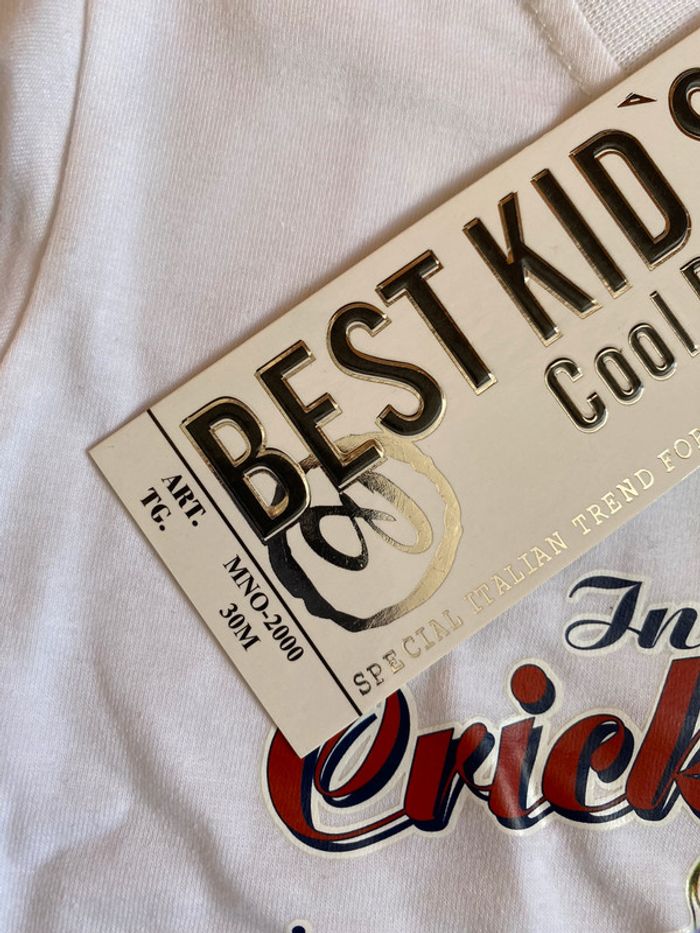 BEST KID`S
Cool
SPECIAL ITALIAN TREND FOR
ART. MNO-2000
TG. 30M
In
Crick